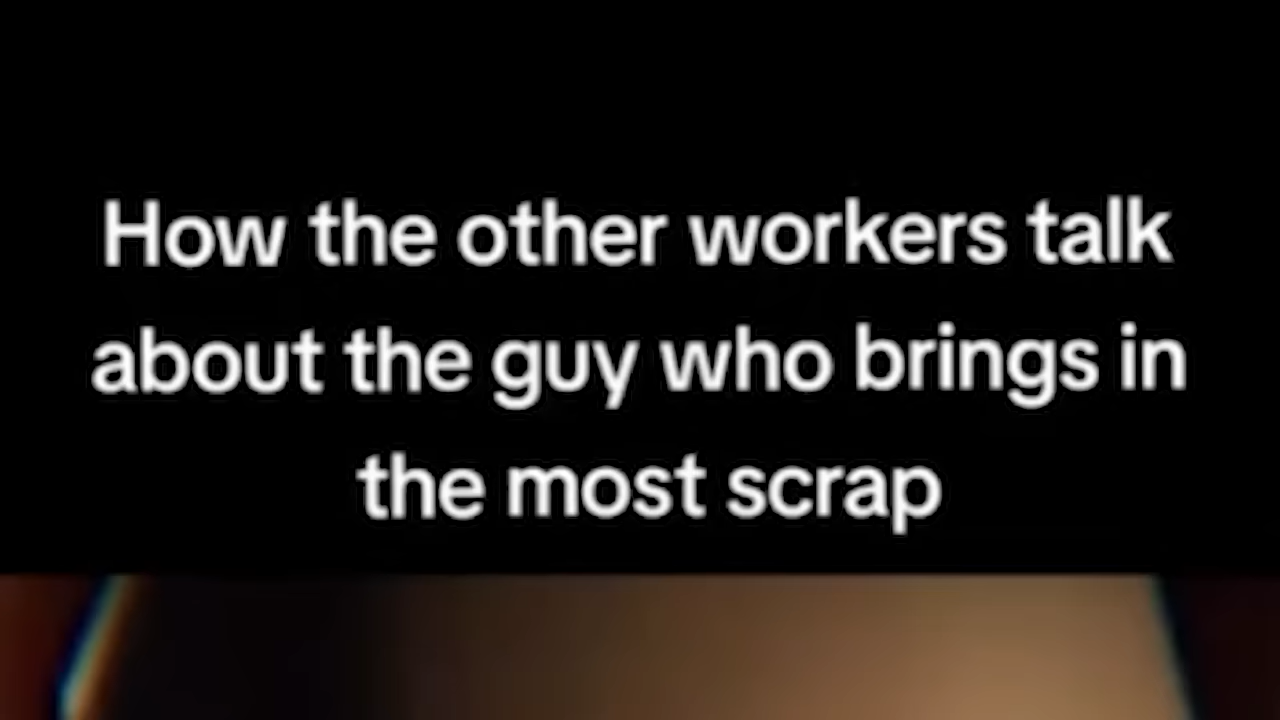 How the other workers talk
about the guy who brings in
the most scrap